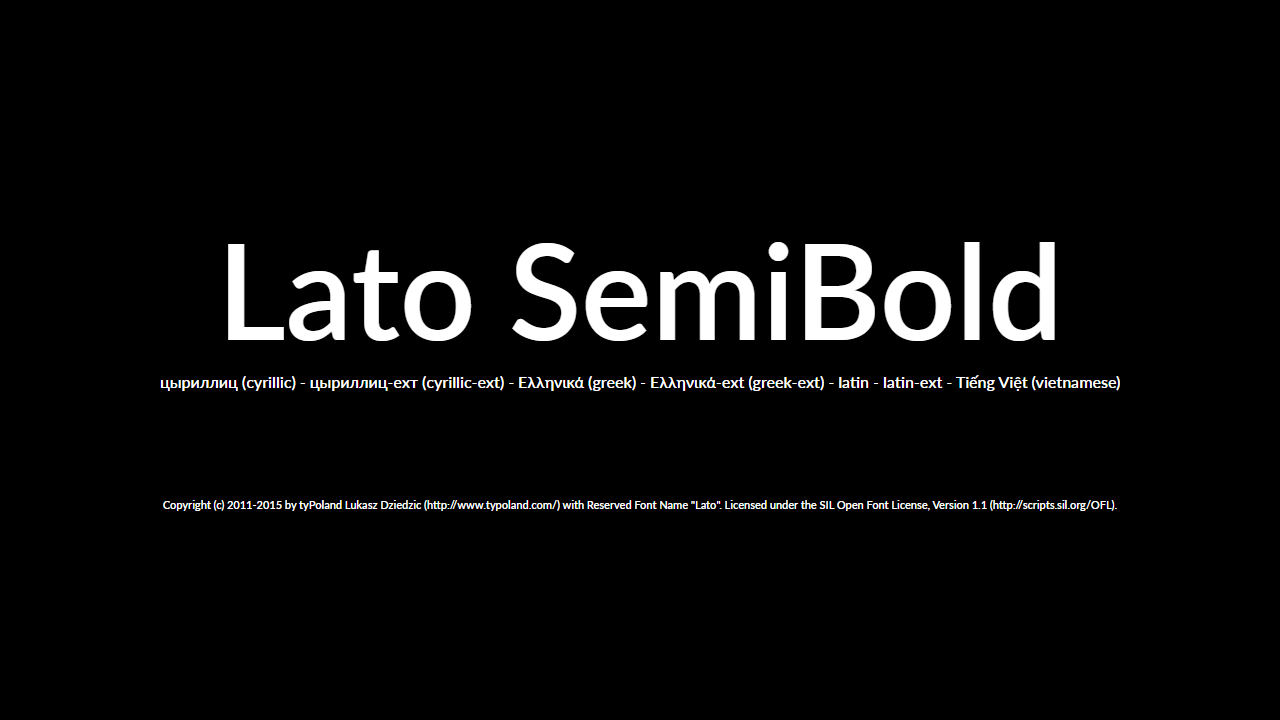 Lato SemiBold
цыриллиц (cyrillic) - цыриллиц-ехт (cyrillic-ext) - Ελληνικά (greek) - Ελληνικά-ext (greek-ext) - latin - latin-ext - Tiếng Việt (vietnamese)
Copyright (c) 2011-2015 by tyPoland Lukasz Dziedzic (http://www.typoland.com/) with Reserved Font Name "Lato". Licensed under the SIL Open Font License, Version 1.1 (http://scripts.sil.org/OFL).